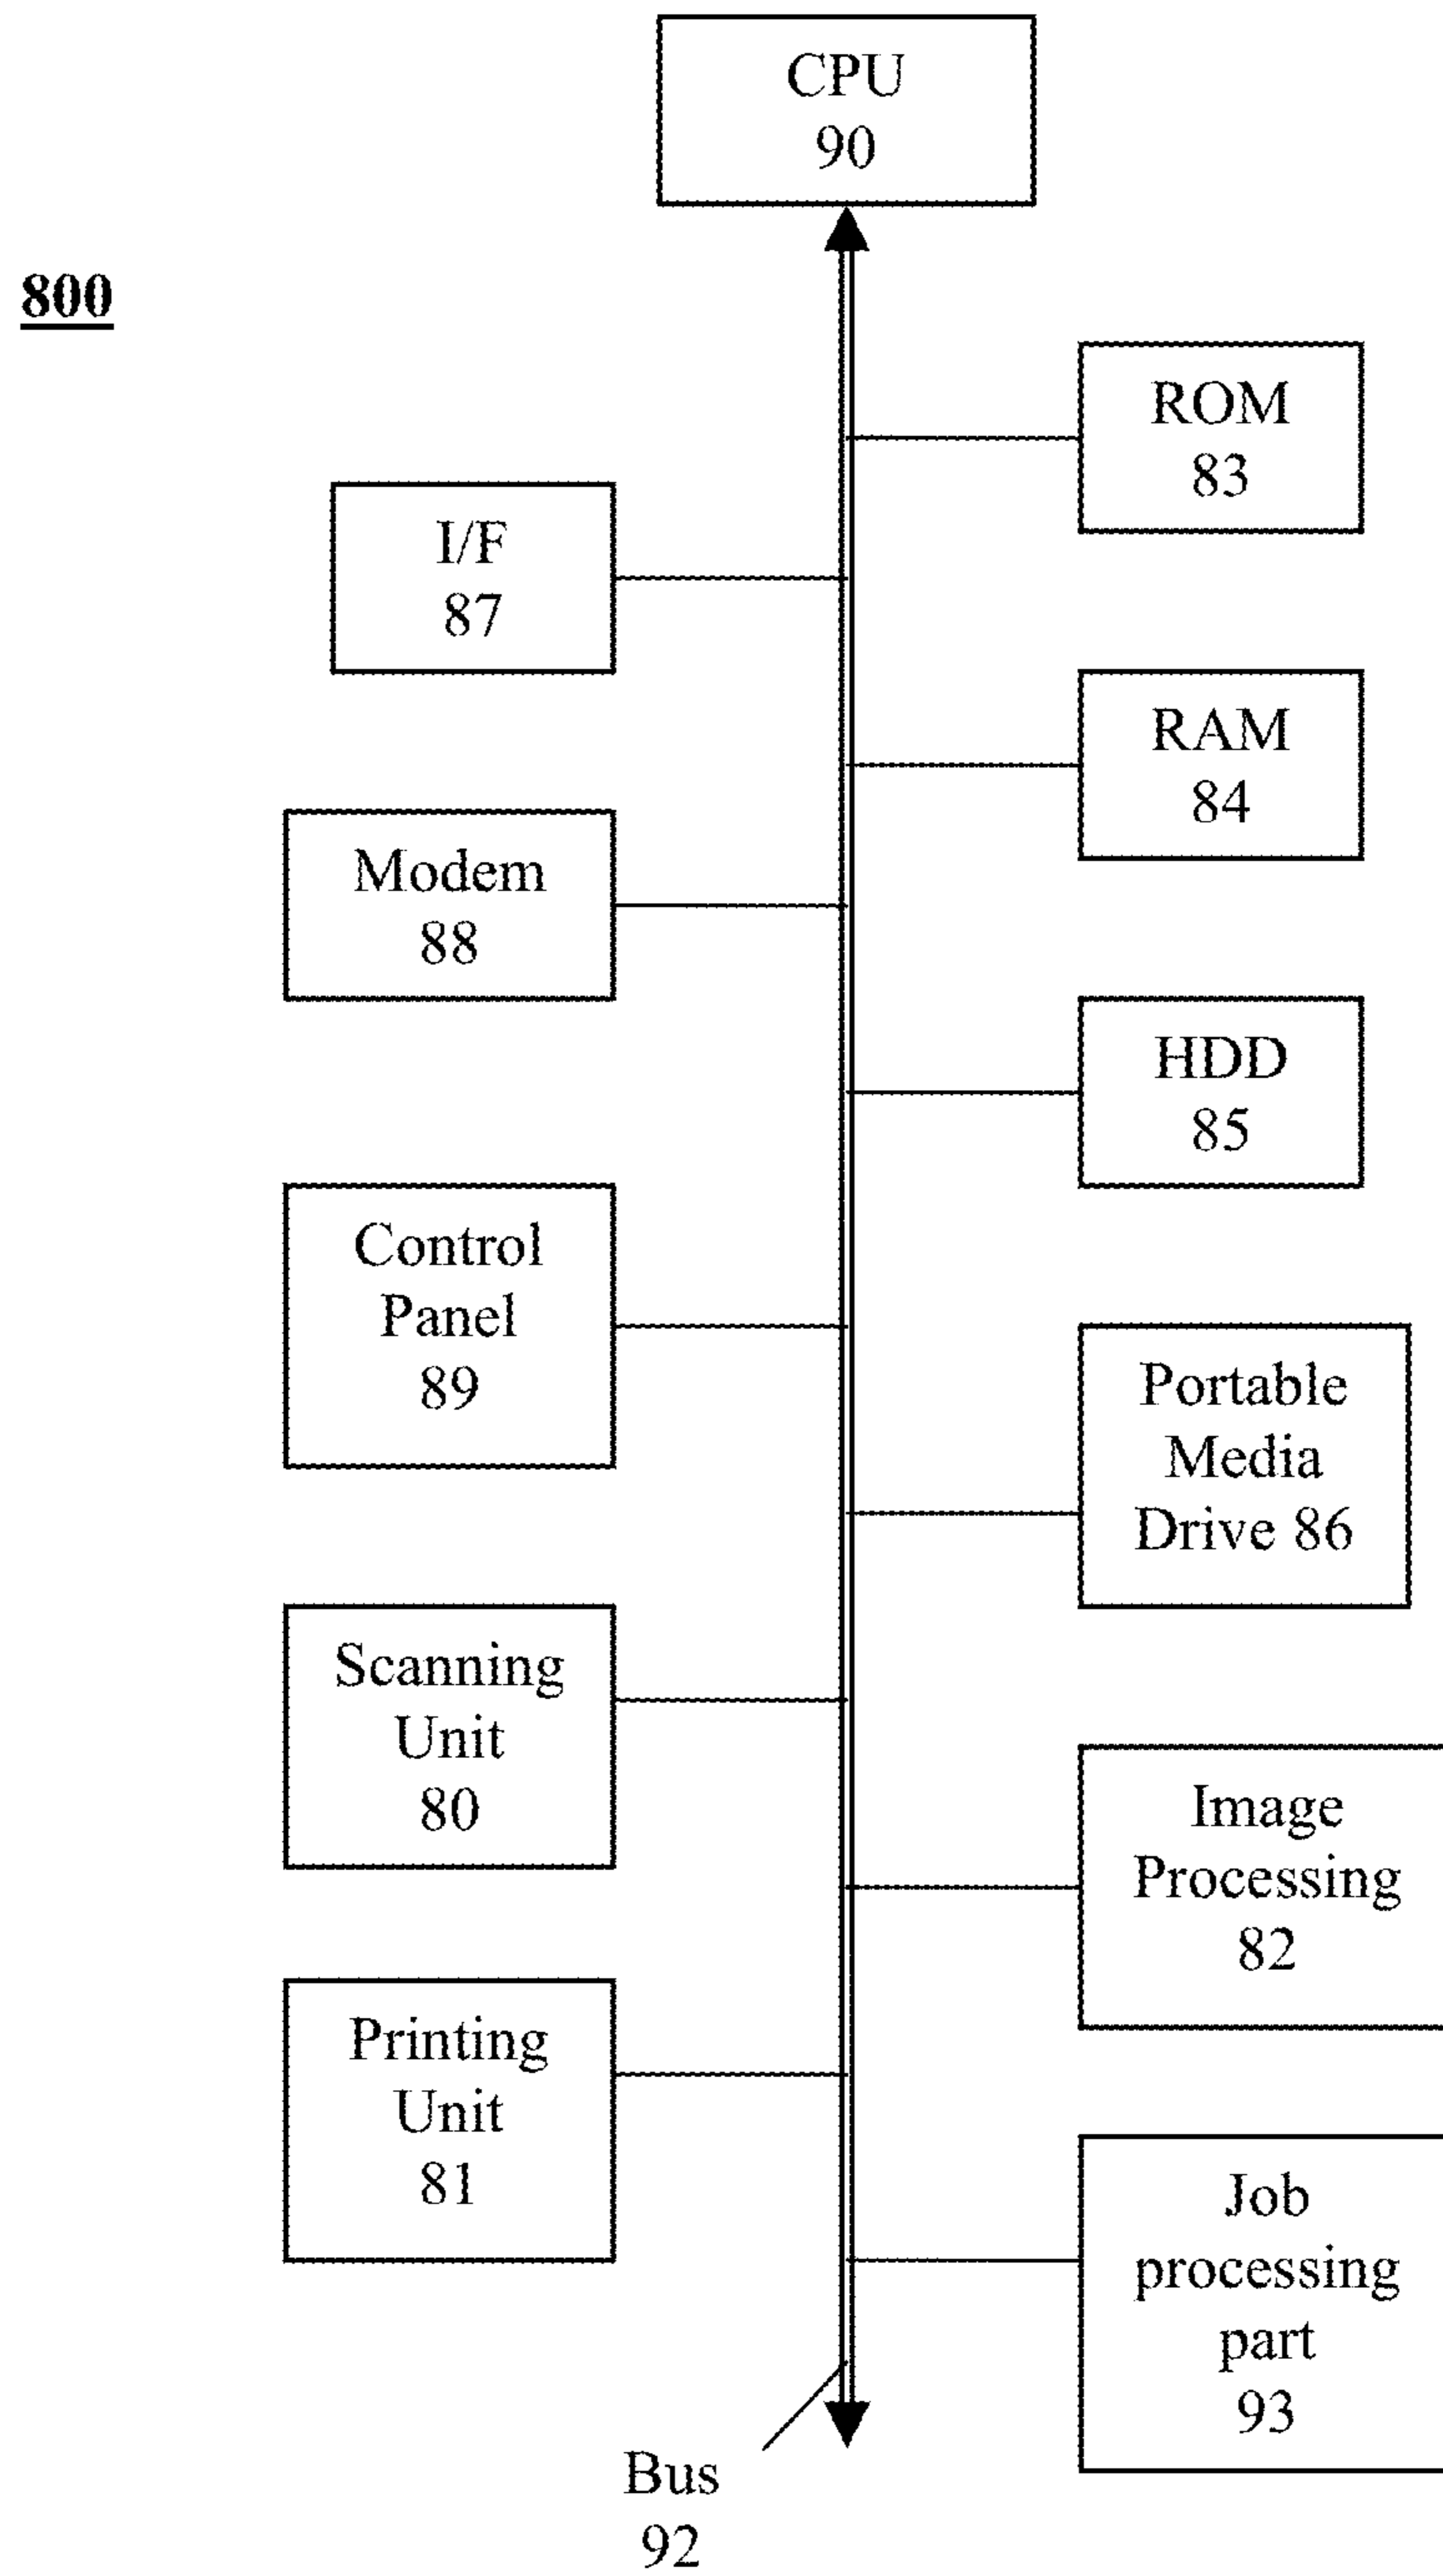 CPU
90
800
ROM
83
I/F
87
RAM
84
Modem
88
HDD
85
Control
Panel
89
Portable
Media
Drive 86
Scanning
Unit
80
Image
Processing
82
Printing
Unit
81
Job
processing
part
93
Bus
92